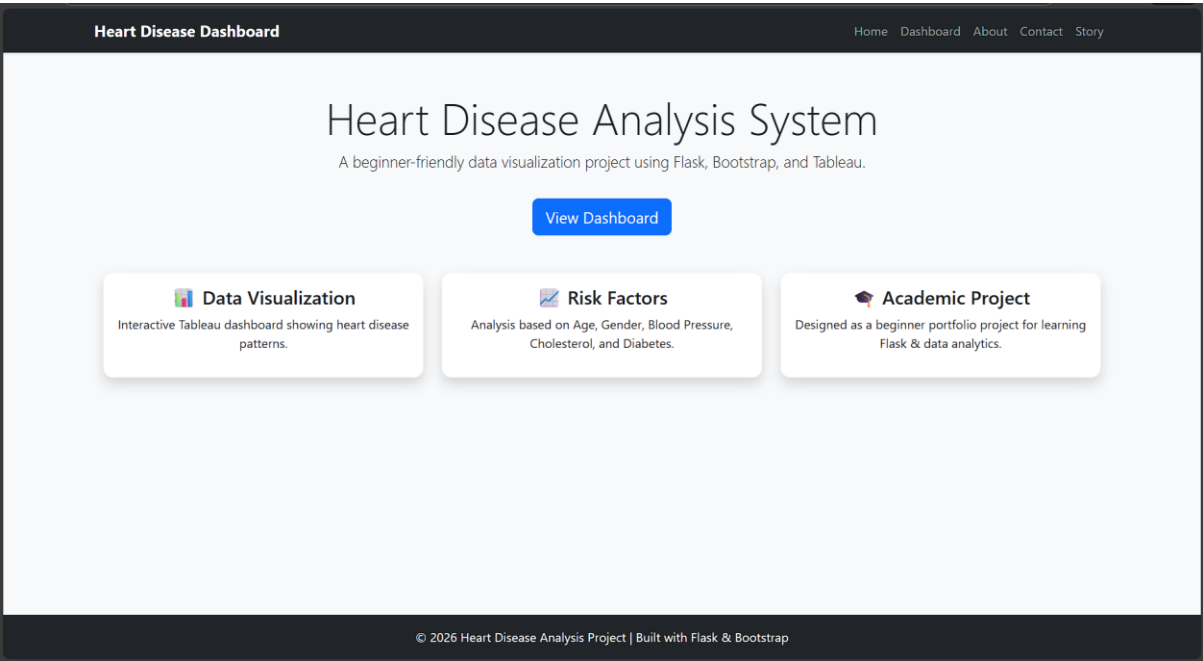 Heart Disease Dashboard
Home Dashboard About Contact Story
Heart Disease Analysis System
A beginner-friendly data visualization project using Flask, Bootstrap, and Tableau.
View Dashboard
Data Visualization
Interactive Tableau dashboard showing heart disease
patterns.
Risk Factors
Analysis based on Age, Gender, Blood Pressure,
Cholesterol, and Diabetes.
Academic Project
Designed as a beginner portfolio project for learning
Flask & data analytics.
© 2026 Heart Disease Analysis Project | Built with Flask & Bootstrap